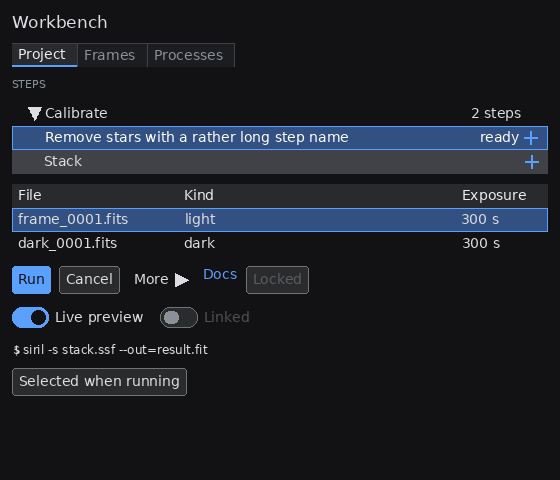 Workbench
Project Frames Processes
STEPS
Calibrate 2 steps
Remove stars with a rather long step name ready
Stack
File Kind Exposure
frame_0001.fits light 300 s
dark_0001.fits dark 300 s
Run Cancel More Docs Locked
Live preview Linked
$ siril -s stack.ssf --out=result.fit
Selected when running